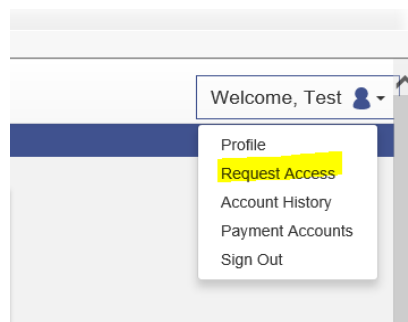 Welcome, Test
Profile
Request Access
Account History
Payment Accounts
Sign Out